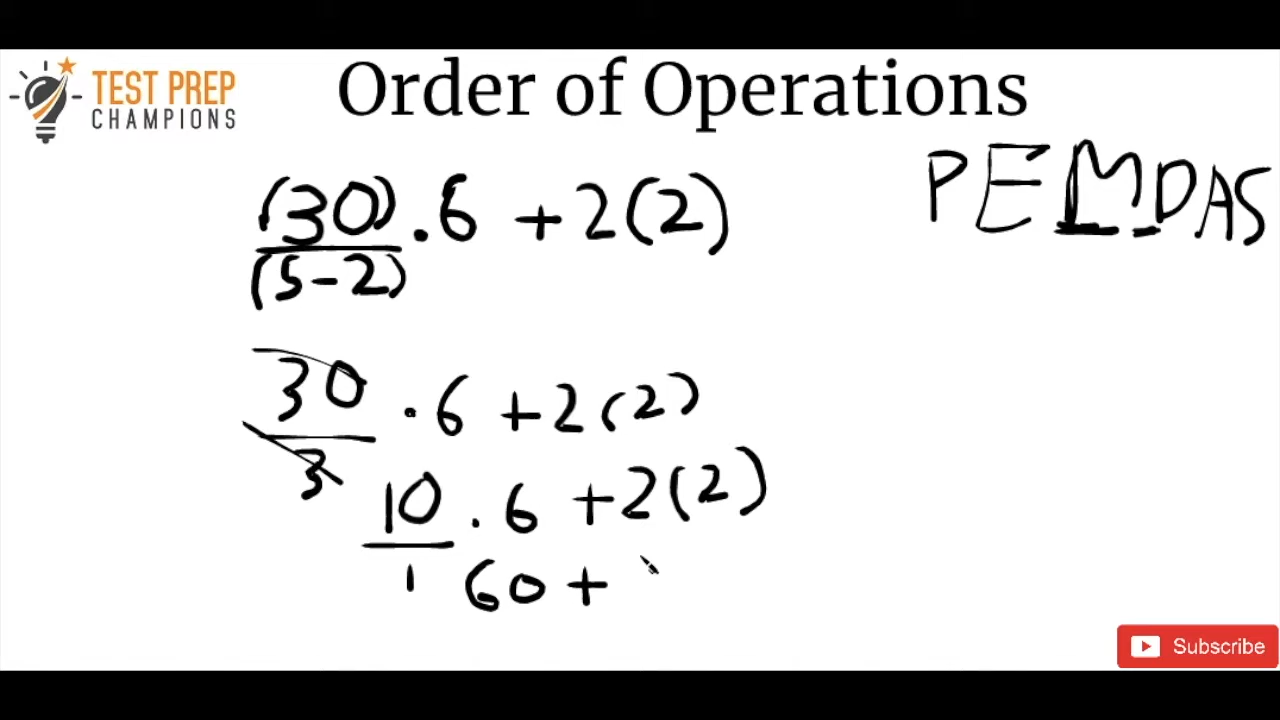 TEST PREP
CHAMPIONS
Order of Operations
PEMDAS
(30)
.6 + 2(2)
(5-2)
30
. 6 + 2(2)
3
10
. 6 + 2(2)
1
60 +
Subscribe